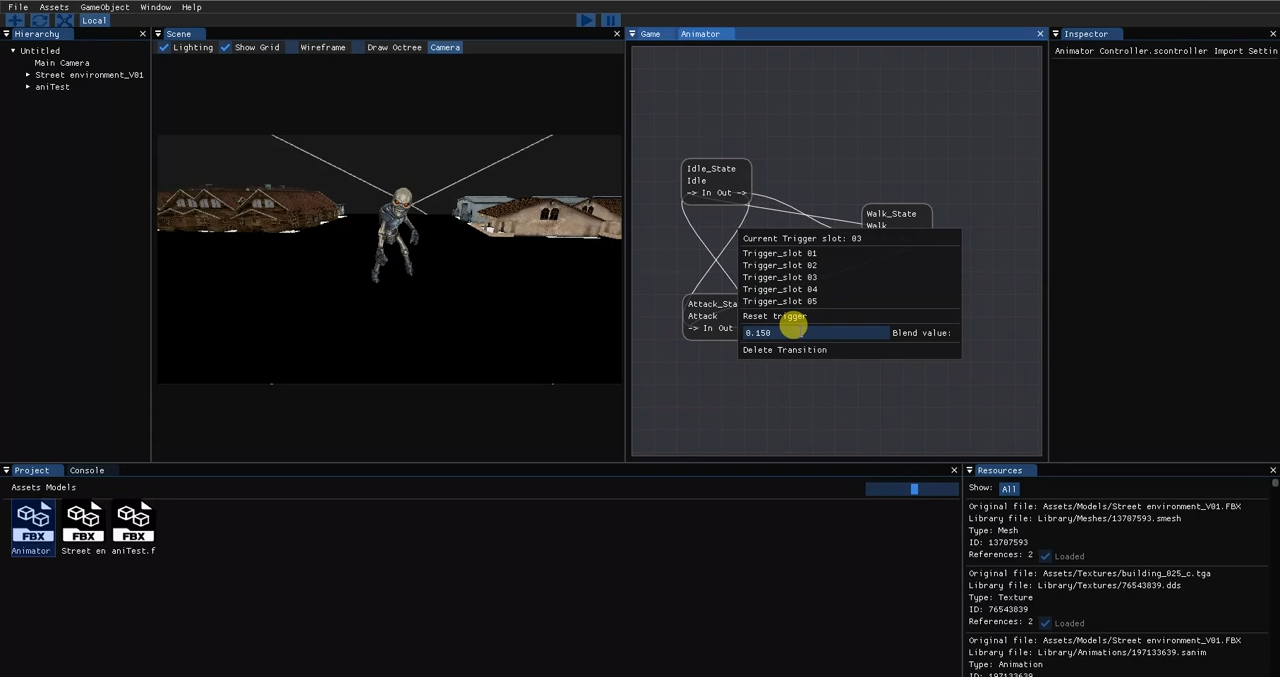 File Assets GameObject Window Help
Local
Hierarchy
Untitled
Main Camera
Street environment_V01
aniTest
Scene
Lighting Show Grid Wireframe Draw Octree Camera
Game Animator
Idle_State
Idle
-> In Out ->
Walk_State
Walk
Attack_Sta
Attack
-> In Out
Current Trigger slot: 03
Trigger_slot 01
Trigger_slot 02
Trigger_slot 03
Trigger_slot 04
Trigger_slot 05
Reset trigger
0.150 Blend value:
Delete Transition
Inspector
Animator Controller.scontroller Import Settin
Project Console
Assets Models
FBX FBX FBX
Animator Street en aniTest.f
Resources
Show: All
Original file: Assets/Models/Street environment_V01.FBX
Library file: Library/Meshes/13707593.smesh
Type: Mesh
ID: 13707593
References: 2 Loaded
Original file: Assets/Textures/building_025_c.tga
Library file: Library/Textures/76543839.dds
Type: Texture
ID: 76543839
References: 2 Loaded
Original file: Assets/Models/Street environment_V01.FBX
Library file: Library/Animations/197133639.sanim
Type: Animation
ID: 197133639